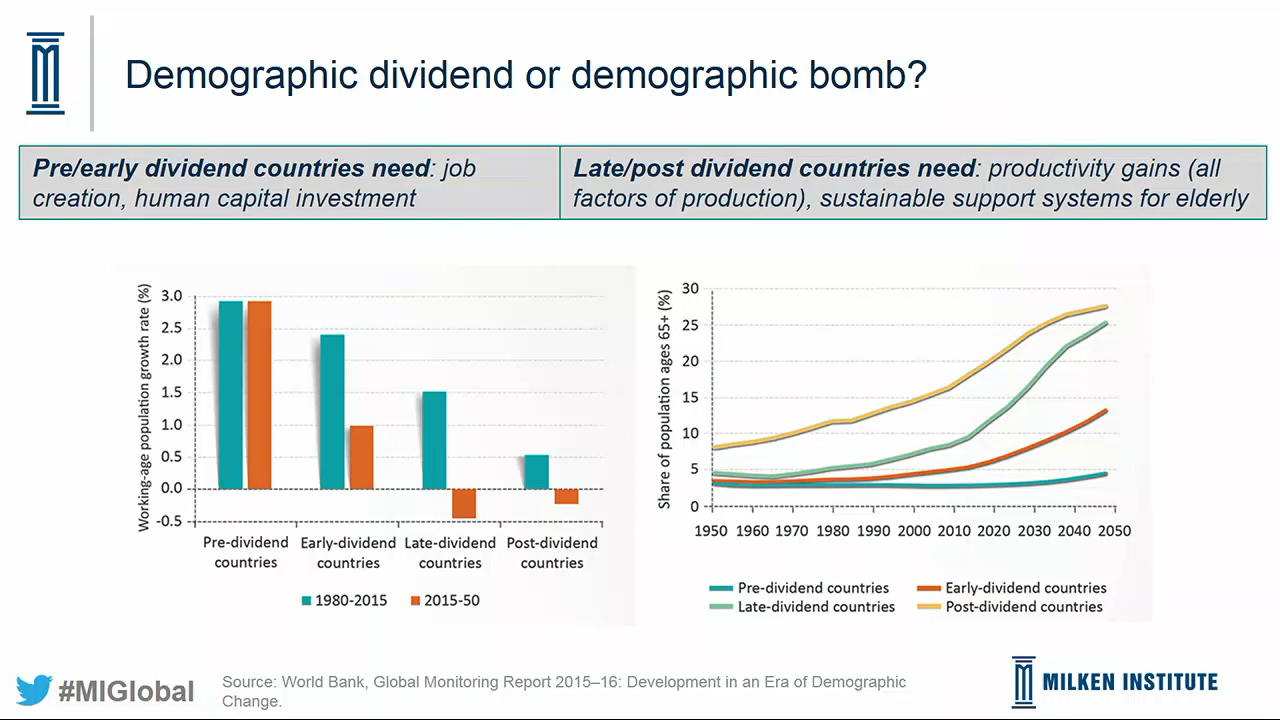 Demographic dividend or demographic bomb?
Pre/early dividend countries need: job
creation, human capital investment
Late/post dividend countries need: productivity gains (all
factors of production), sustainable support systems for elderly
Working-age population growth rate (%)
3.0
2.5
2.0
1.5
1.0
0.5
0.0
-0.5
Pre-dividend
countries
Early-dividend
countries
Late-dividend
countries
Post-dividend
countries
1980-2015
2015-50
Share of population ages 65+ (%)
30
25
20
15
10
5
0
1950 1960 1970 1980 1990 2000 2010 2020 2030 2040 2050
Pre-dividend countries
Early-dividend countries
Late-dividend countries
Post-dividend countries
#MIGlobal
Source: World Bank, Global Monitoring Report 2015–16: Development in an Era of Demographic
Change.
MILKEN INSTITUTE